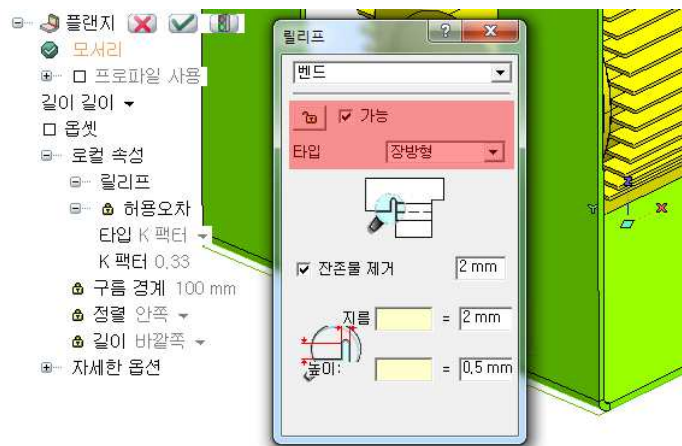 플랜지
모서리
프로파일 사용
길이 길이
옵셋
로컬 속성
릴리프
허용오차
타입 K 팩터
K 팩터 0,33
구름 경계 100 mm
정렬 안쪽
길이 바깥쪽
자세한 옵션
릴리프
벤드
가능
타입 장방형
잔존물 제거 2 mm
지름 = 2 mm
높이: = 0,5 mm
Y
Z
X